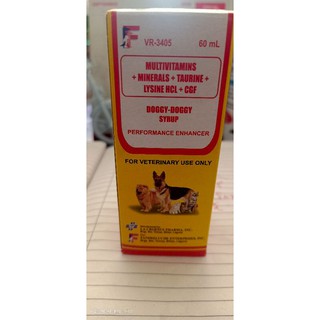 F
VR-3405
60 mL
MULTIVITAMINS
+ MINERALS + TAURINE +
LYSINE HCL + CGF
DOGGY-DOGGY
SYRUP
PERFORMANCE ENHANCER
FOR VETERINARY USE ONLY